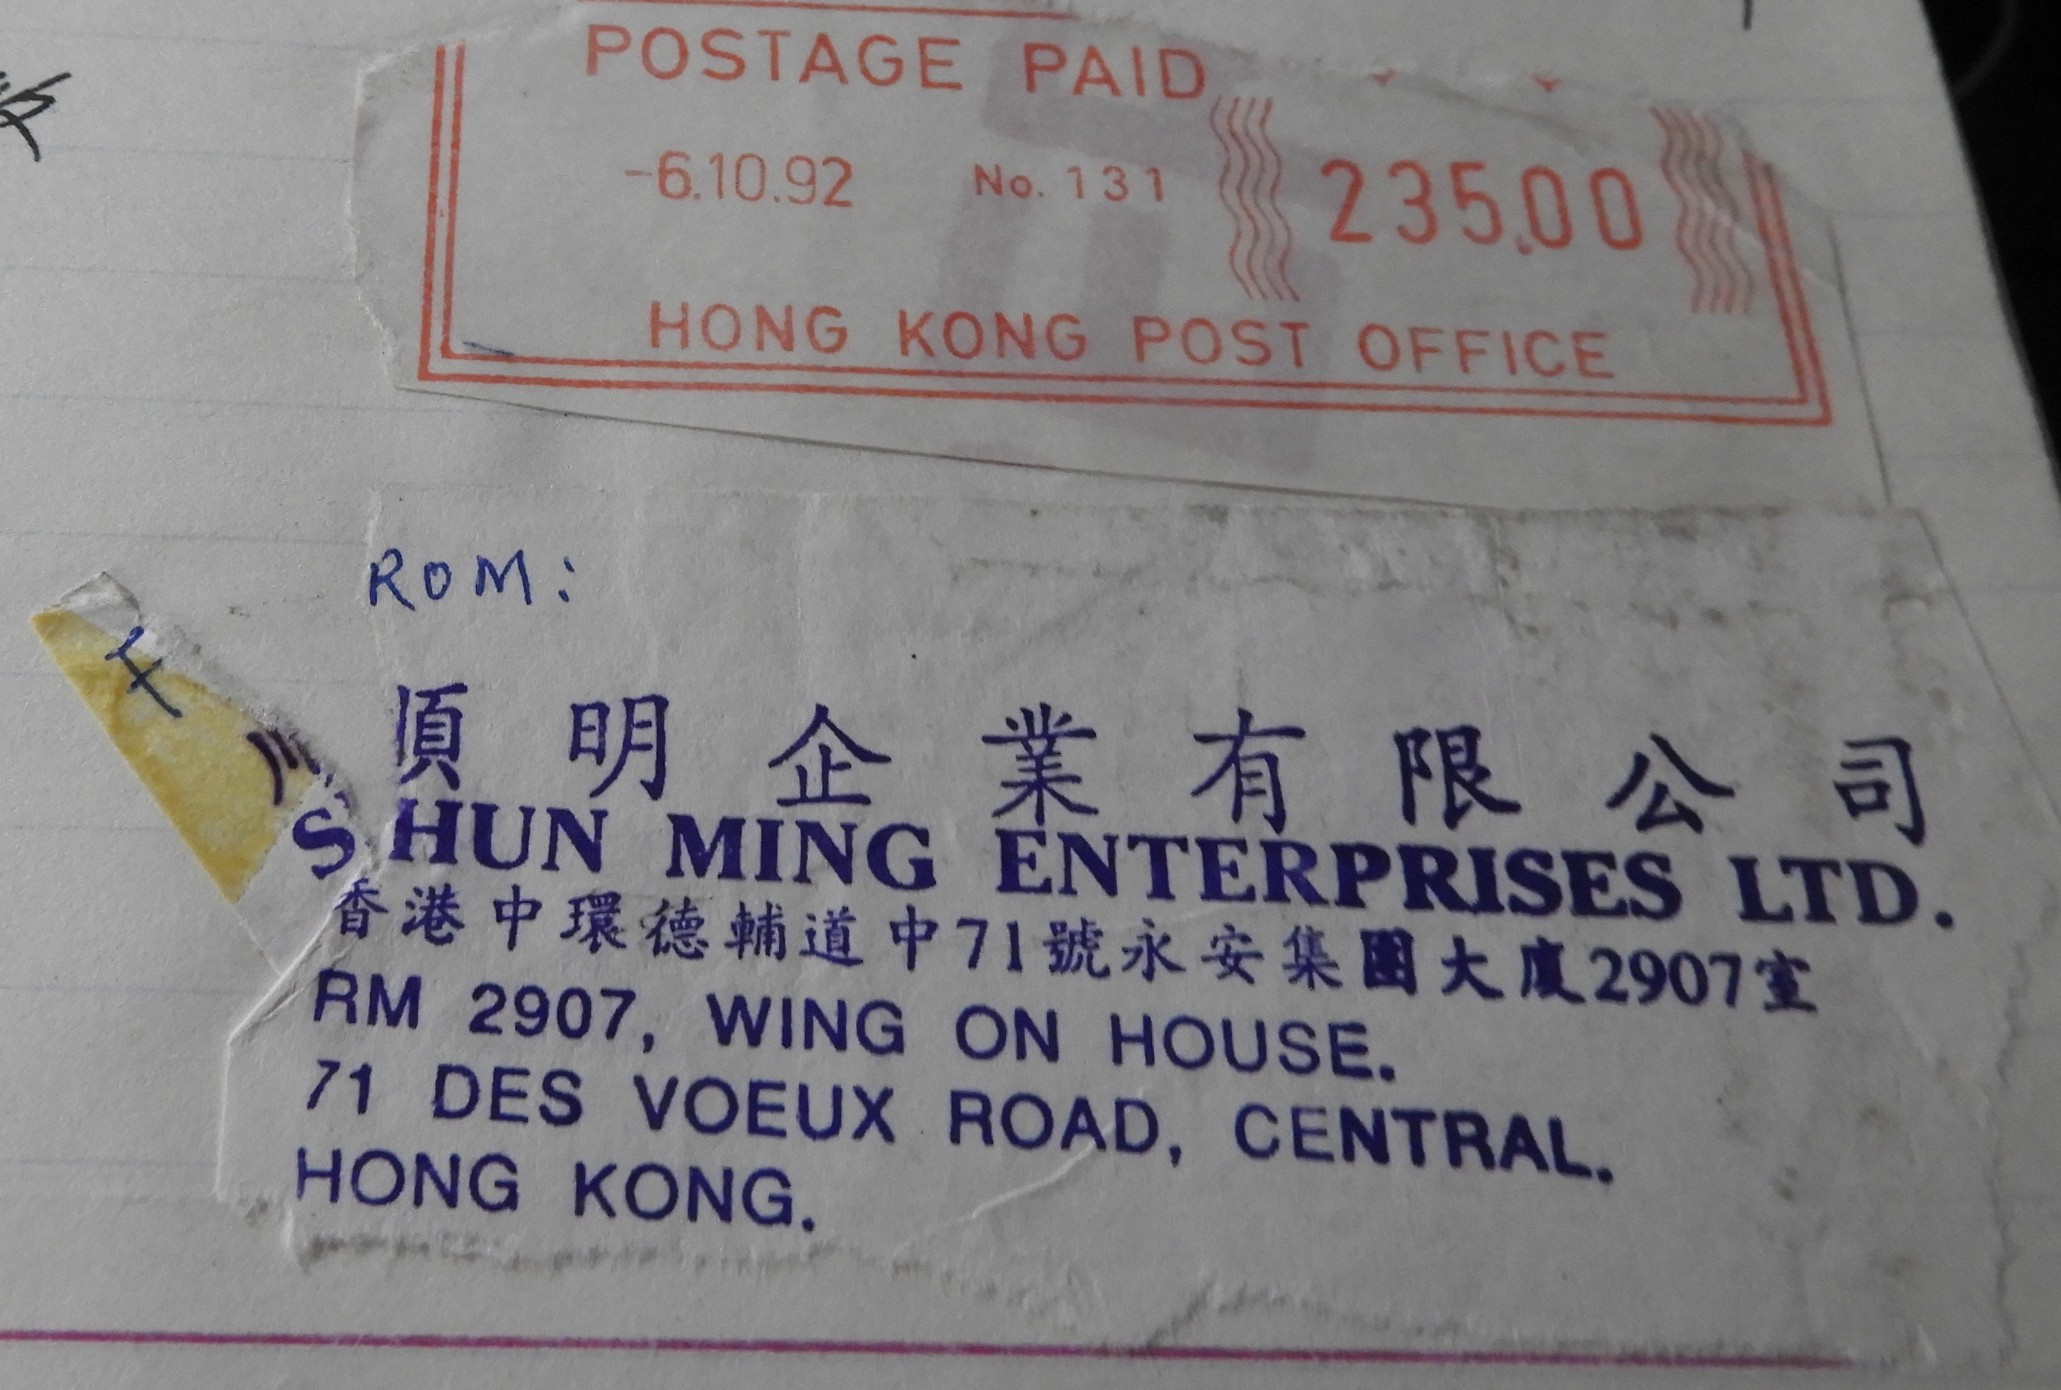 POSTAGE PAID
-6.10.92 No. 131 235.00
HONG KONG POST OFFICE
FROM:
順明企業有限公司
SHUN MING ENTERPRISES LTD.
香港中環德輔道中71號永安集團大廈2907室
RM 2907, WING ON HOUSE.
71 DES VOEUX ROAD, CENTRAL.
HONG KONG.